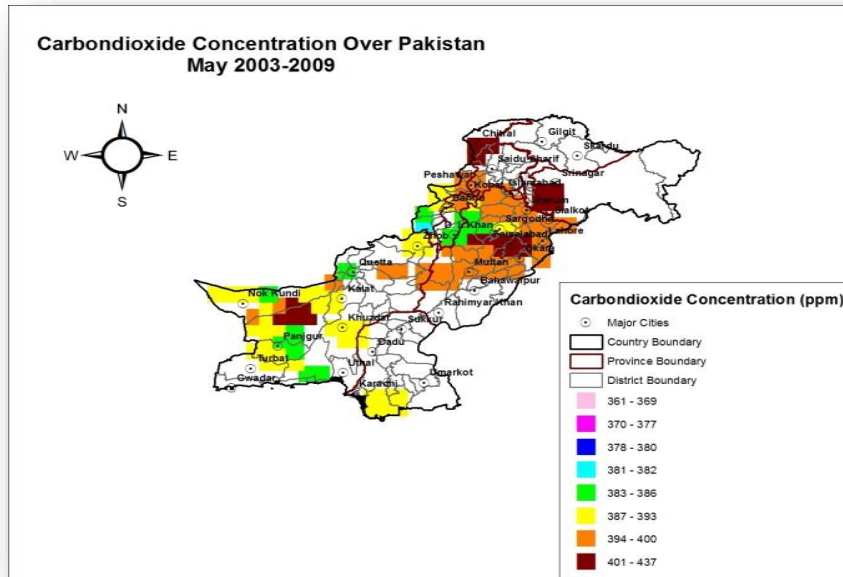 Carbondioxide Concentration Over Pakistan
May 2003-2009
N
W
E
S
Chitral
Gilgit
Skardu
Saidu Sharif
Srinagar
Peshawar
Islamabad
Kohat
Bannu
Jhelum
Sialkot
Sargodha
D. I. Khan
Lahore
Zhob
Faisalabad
Okara
Quetta
Multan
Bahawalpur
Nok Kundi
Kalat
Rahimyar Khan
Khuzdar
Sukkur
Panjgur
Dadu
Turbat
Uthal
Gwadar
Umarkot
Karachi
Carbondioxide Concentration (ppm)
Major Cities
Country Boundary
Province Boundary
District Boundary
361 - 369
370 - 377
378 - 380
381 - 382
383 - 386
387 - 393
394 - 400
401 - 437